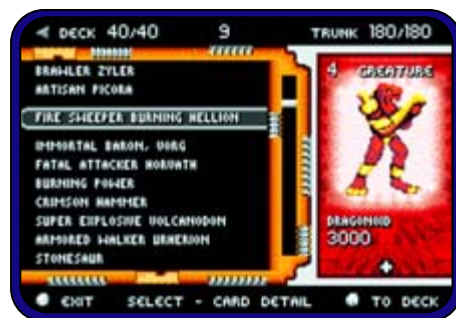 DECK 40/40 9 TRUNK 180/180
BRAWLER ZYLER
ARTISAN PICORA
FIRE SWEEPER BURNING HELLION
IMMORTAL BARON, VORG
FATAL ATTACKER HORVATH
BURNING POWER
CRIMSON HAMMER
SUPER EXPLOSIVE VOLCANODON
ARMORED WALKER URHERION
STONESAUR
4 CREATURE
DRAGONOID
3000
EXIT SELECT - CARD DETAIL TO DECK